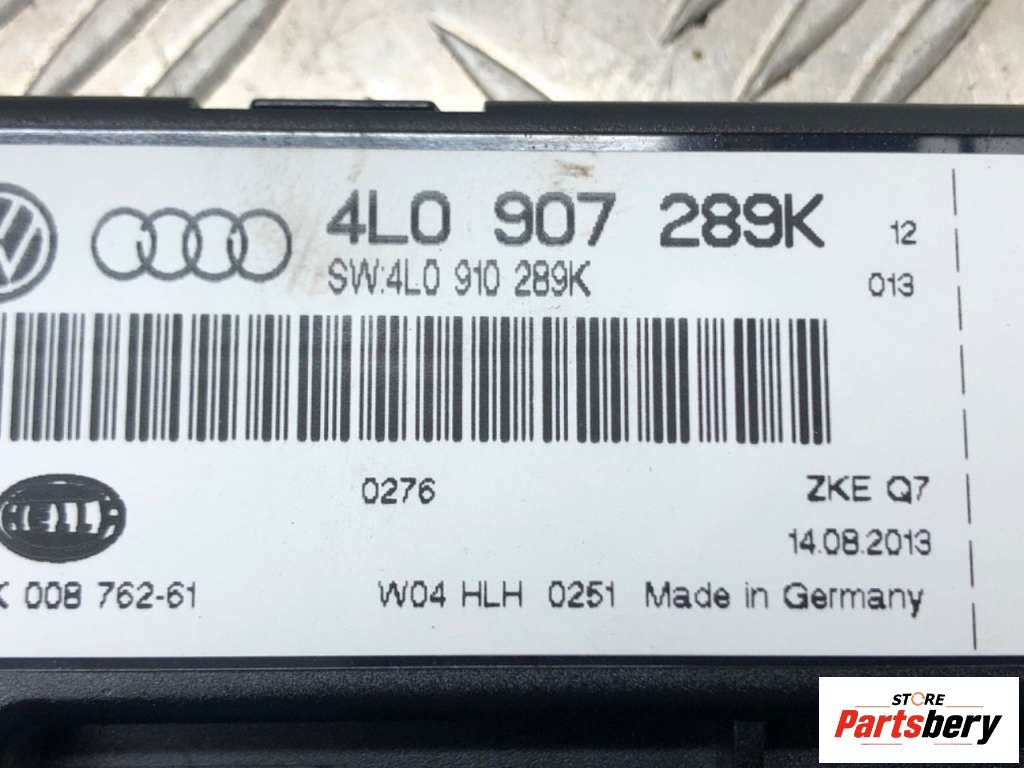 4L0 907 289K 12
SW:4L0 910 289K 013
HELLA 0276 ZKE Q7
14.08.2013
008 762-61 W04 HLH 0251 Made in Germany
STORE
Partsbery